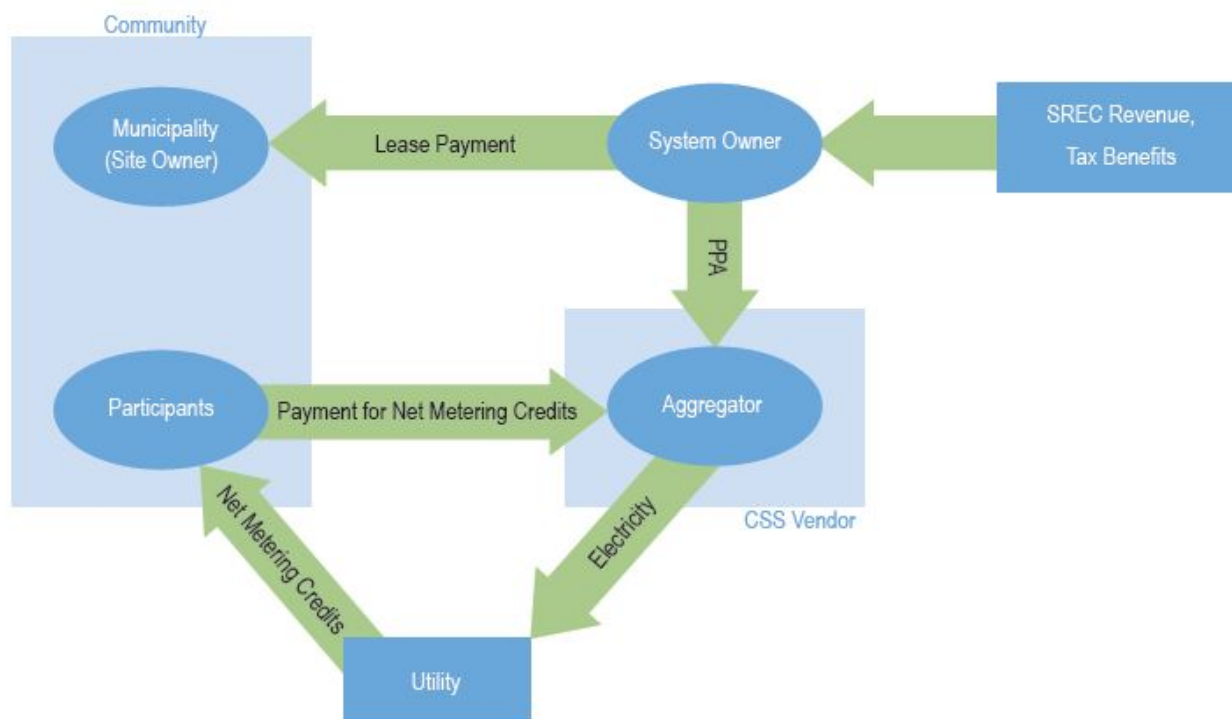 Community
Municipality
(Site Owner)
Lease Payment
System Owner
SREC Revenue,
Tax Benefits
PPA
Participants
Payment for Net Metering Credits
Aggregator
CSS Vendor
Net Metering Credits
Electricity
Utility